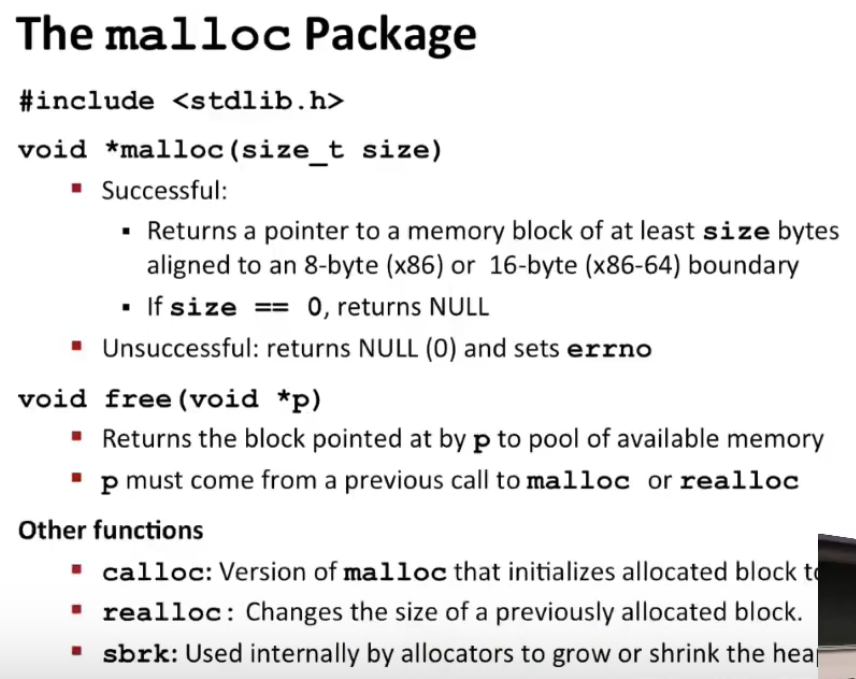 The malloc Package
#include <stdlib.h>
void *malloc(size_t size)
▪ Successful:
▪ Returns a pointer to a memory block of at least size bytes
aligned to an 8-byte (x86) or 16-byte (x86-64) boundary
▪ If size == 0, returns NULL
▪ Unsuccessful: returns NULL (0) and sets errno
void free(void *p)
▪ Returns the block pointed at by p to pool of available memory
▪ p must come from a previous call to malloc or realloc
Other functions
▪ calloc: Version of malloc that initializes allocated block
▪ realloc: Changes the size of a previously allocated block.
▪ sbrk: Used internally by allocators to grow or shrink the